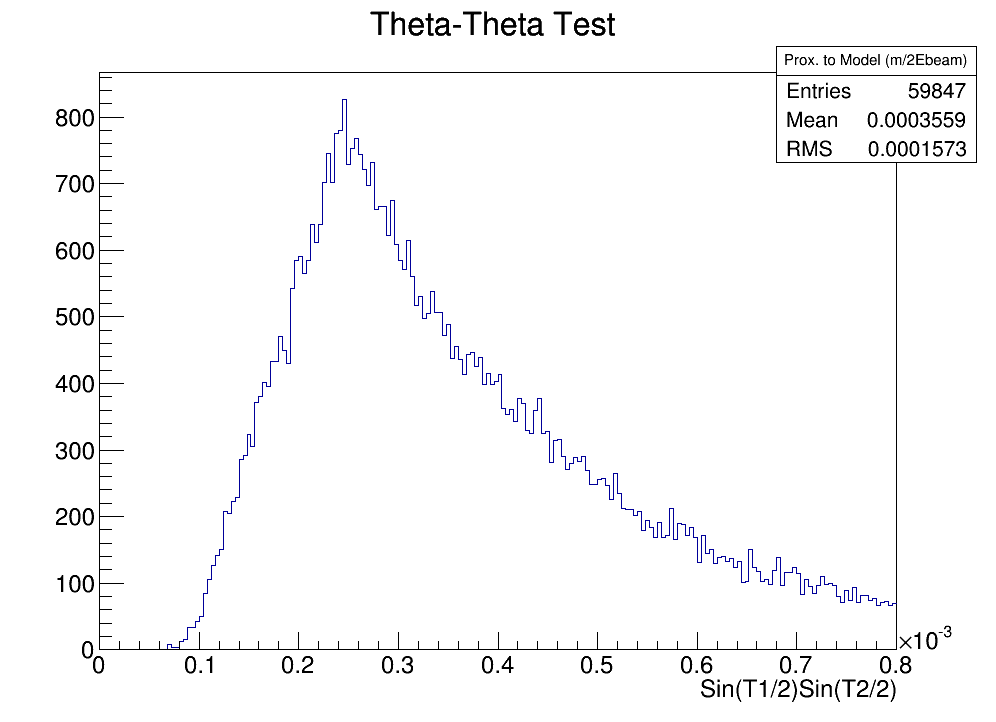 Theta-Theta Test
Prox. to Model (m/2Ebeam)
Entries 59847
Mean 0.0003559
RMS 0.0001573
800
700
600
500
400
300
200
100
0
0 0.1 0.2 0.3 0.4 0.5 0.6 0.7 0.8
×10-3
Sin(T1/2)Sin(T2/2)